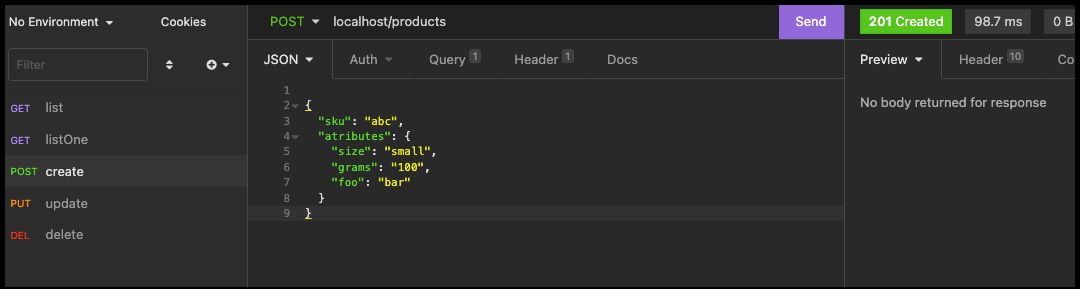 No Environment
Cookies
POST
localhost/products
Send
201 Created
98.7 ms
0 B
Filter
JSON
Auth
Query 1
Header 1
Docs
Preview
Header 10
Co
GET list
GET listOne
POST create
PUT update
DEL delete
1
2 {
3 "sku": "abc",
4 "atributes": {
5 "size": "small",
6 "grams": "100",
7 "foo": "bar"
8 }
9 }
No body returned for response